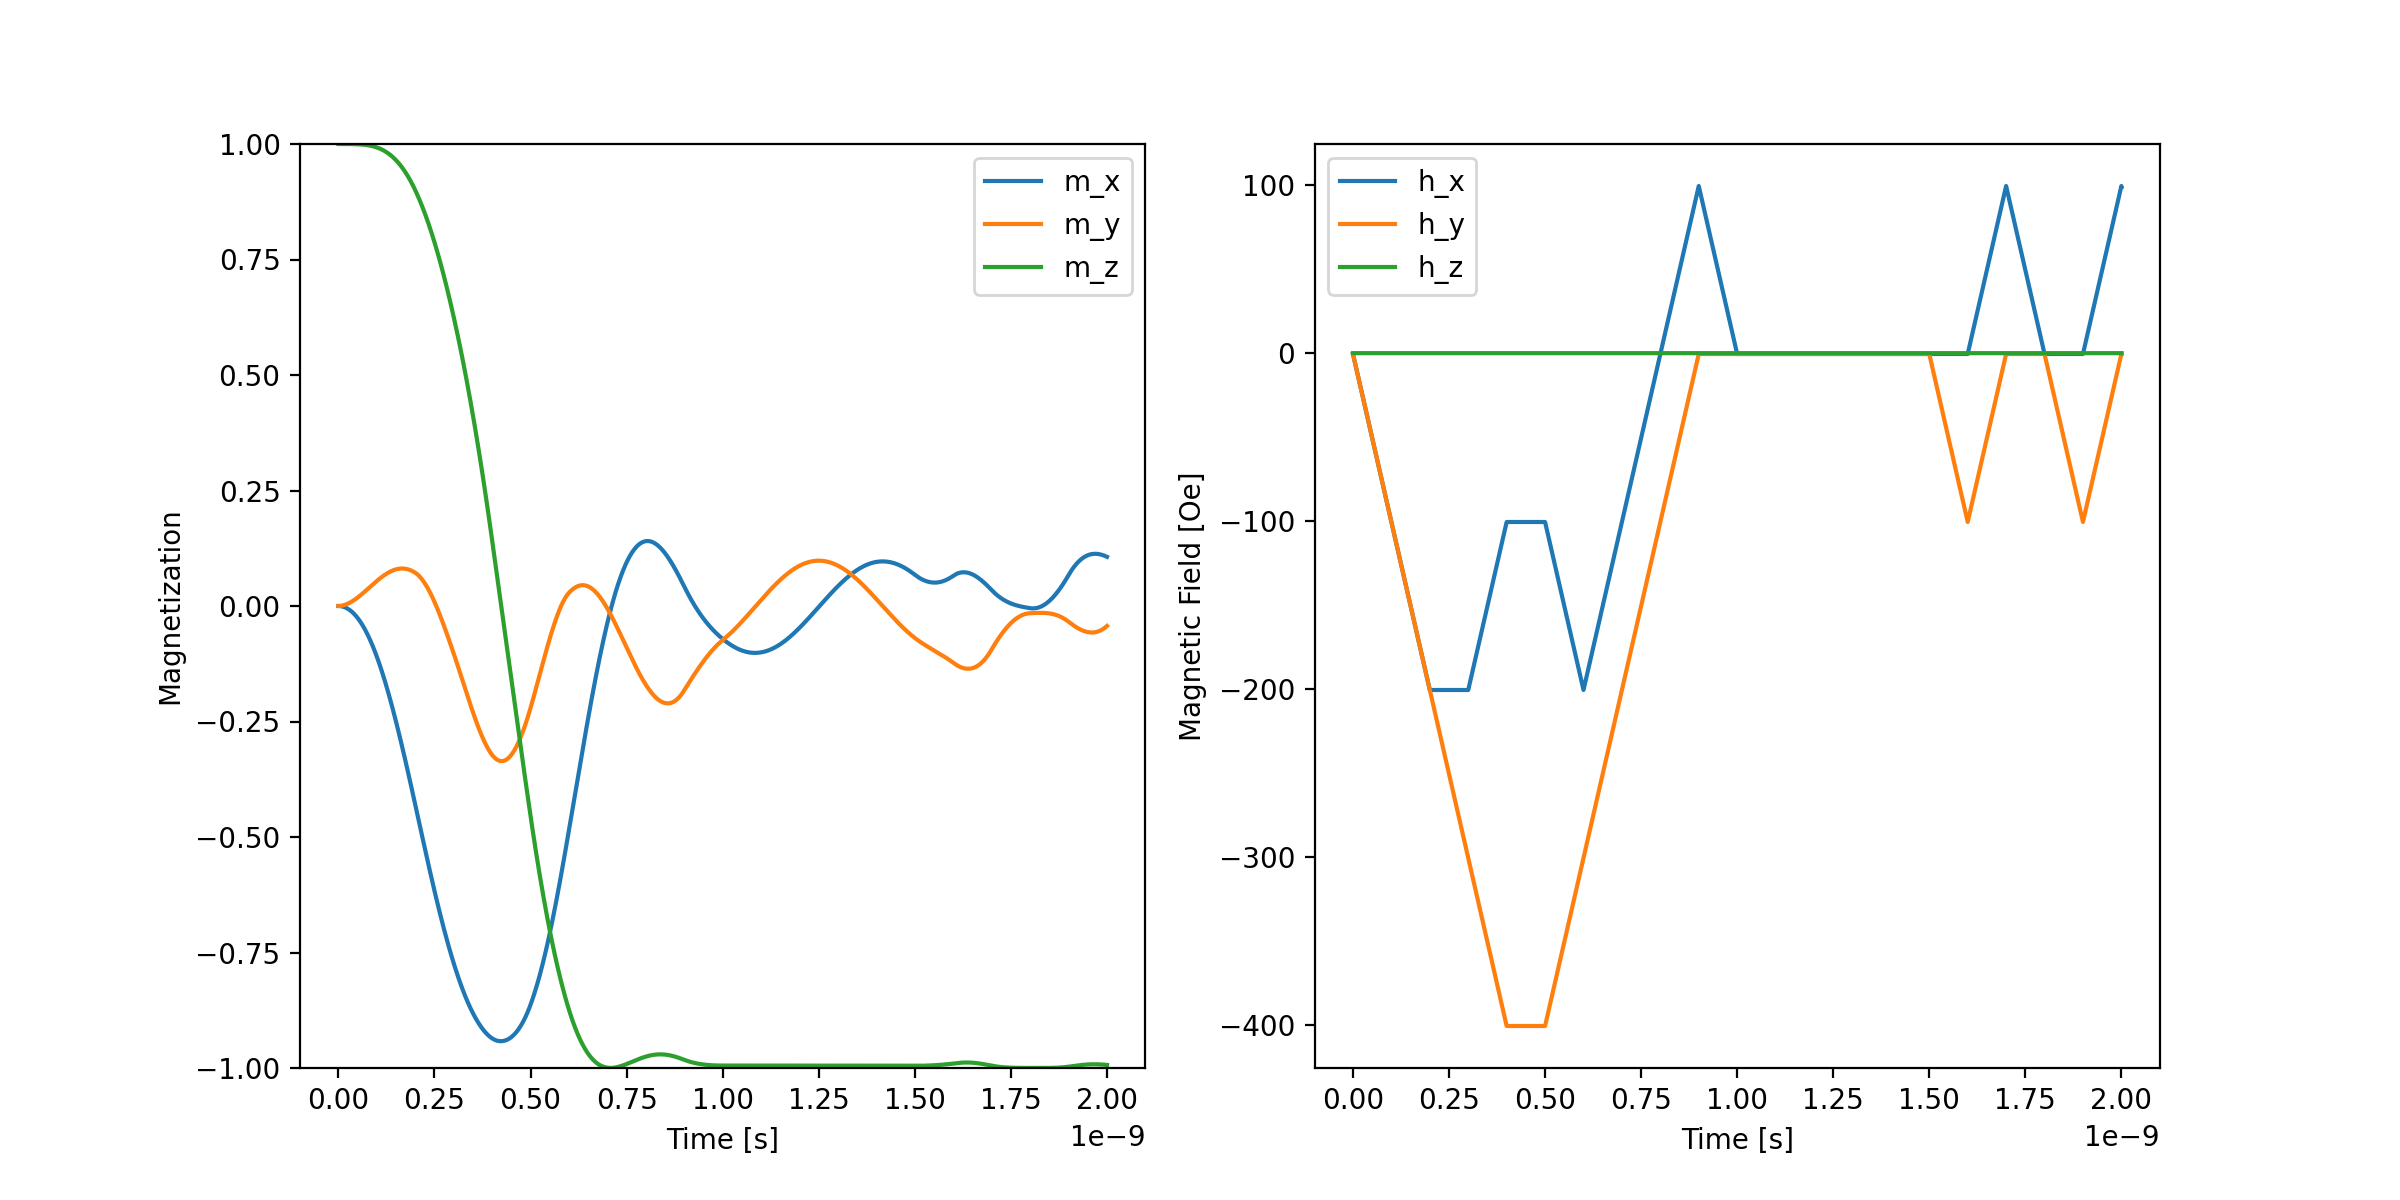 1.00
0.75
0.50
0.25
0.00
−0.25
−0.50
−0.75
−1.00
Magnetization
m_x
m_y
m_z
0.00 0.25 0.50 0.75 1.00 1.25 1.50 1.75 2.00
Time [s]
1e−9
100
0
−100
−200
−300
−400
Magnetic Field [Oe]
h_x
h_y
h_z
0.00 0.25 0.50 0.75 1.00 1.25 1.50 1.75 2.00
Time [s]
1e−9